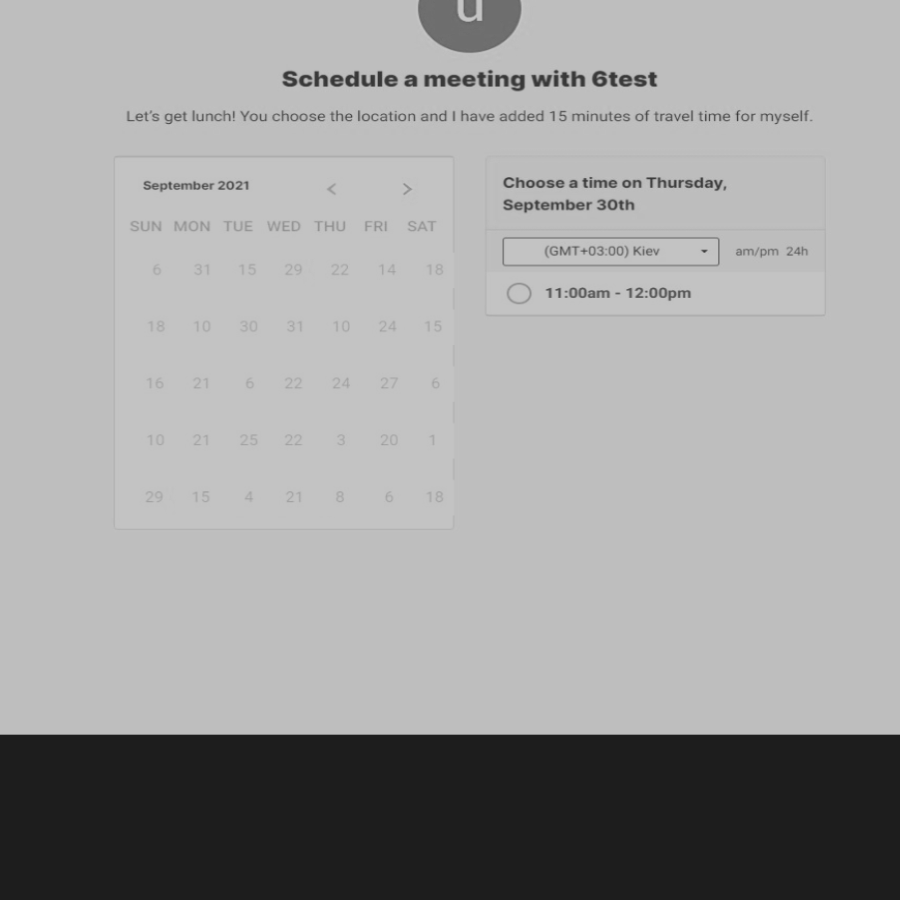 u
Schedule a meeting with 6test
Let's get lunch! You choose the location and I have added 15 minutes of travel time for myself.
September 2021 < >
SUN MON TUE WED THU FRI SAT
6 31 15 29 22 14 18
18 10 30 31 10 24 15
16 21 6 22 24 27 6
10 21 25 22 3 20 1
29 15 4 21 8 6 18
Choose a time on Thursday,
September 30th
(GMT+03:00) Kiev am/pm 24h
11:00am - 12:00pm